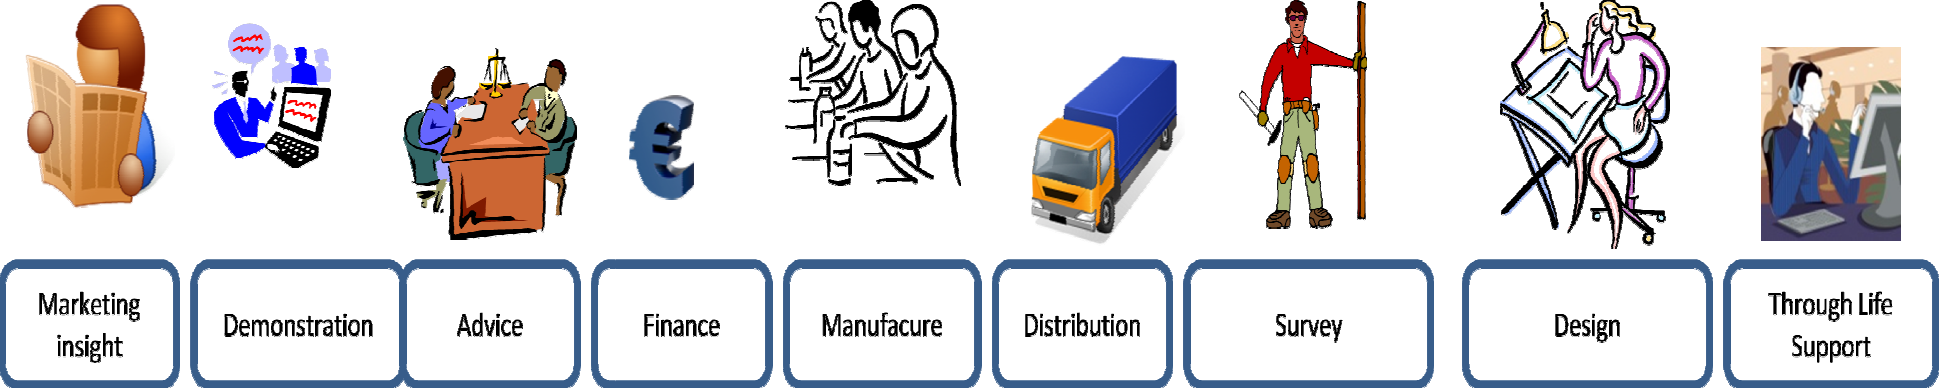 Marketing
insight
Demonstration
Advice
Finance
Manufacure
Distribution
Survey
Design
Through Life
Support